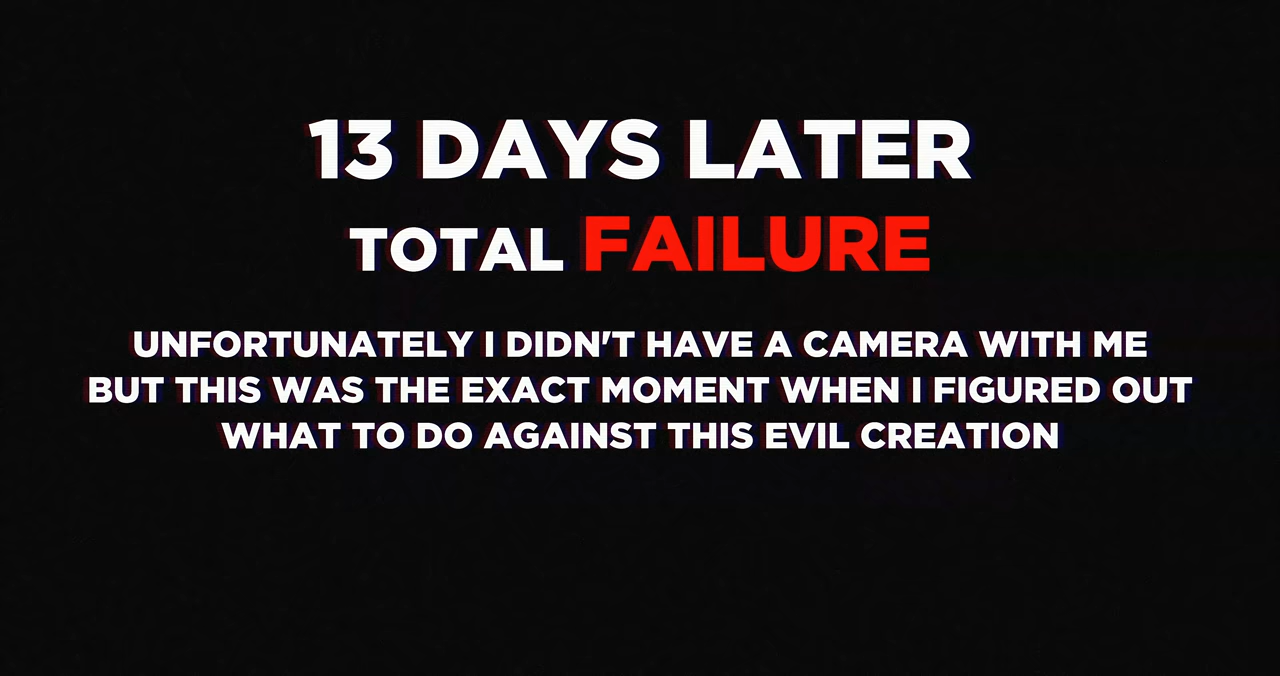 13 DAYS LATER
TOTAL FAILURE
UNFORTUNATELY I DIDN'T HAVE A CAMERA WITH ME
BUT THIS WAS THE EXACT MOMENT WHEN I FIGURED OUT
WHAT TO DO AGAINST THIS EVIL CREATION